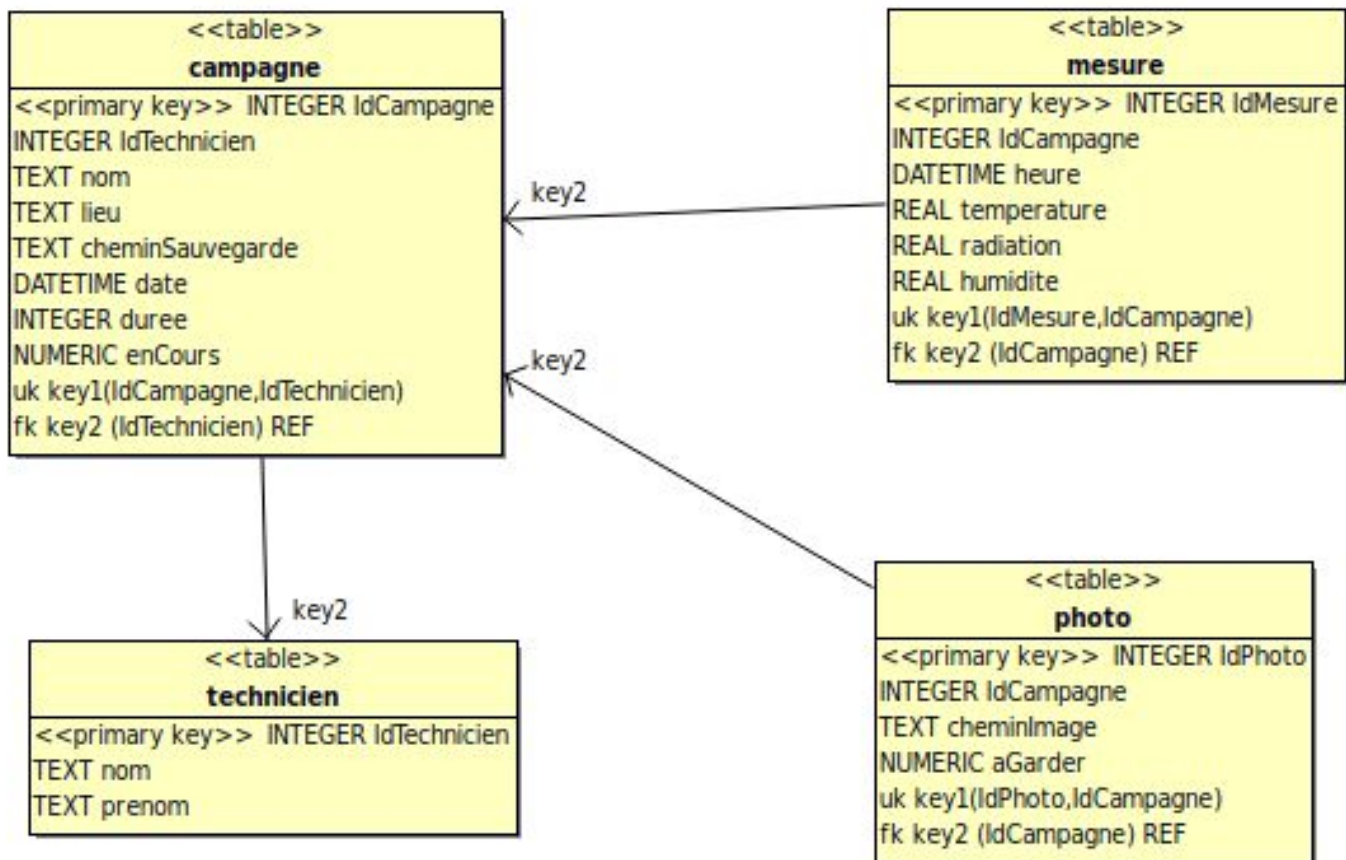 <<table>>
campagne
<<primary key>> INTEGER IdCampagne
INTEGER IdTechnicien
TEXT nom
TEXT lieu
TEXT cheminSauvegarde
DATETIME date
INTEGER duree
NUMERIC enCours
uk key1(IdCampagne,IdTechnicien)
fk key2 (IdTechnicien) REF
<<table>>
mesure
<<primary key>> INTEGER IdMesure
INTEGER IdCampagne
DATETIME heure
REAL temperature
REAL radiation
REAL humidite
uk key1(IdMesure,IdCampagne)
fk key2 (IdCampagne) REF
key2
key2
key2
<<table>>
technicien
<<primary key>> INTEGER IdTechnicien
TEXT nom
TEXT prenom
<<table>>
photo
<<primary key>> INTEGER IdPhoto
INTEGER IdCampagne
TEXT cheminImage
NUMERIC aGarder
uk key1(IdPhoto,IdCampagne)
fk key2 (IdCampagne) REF